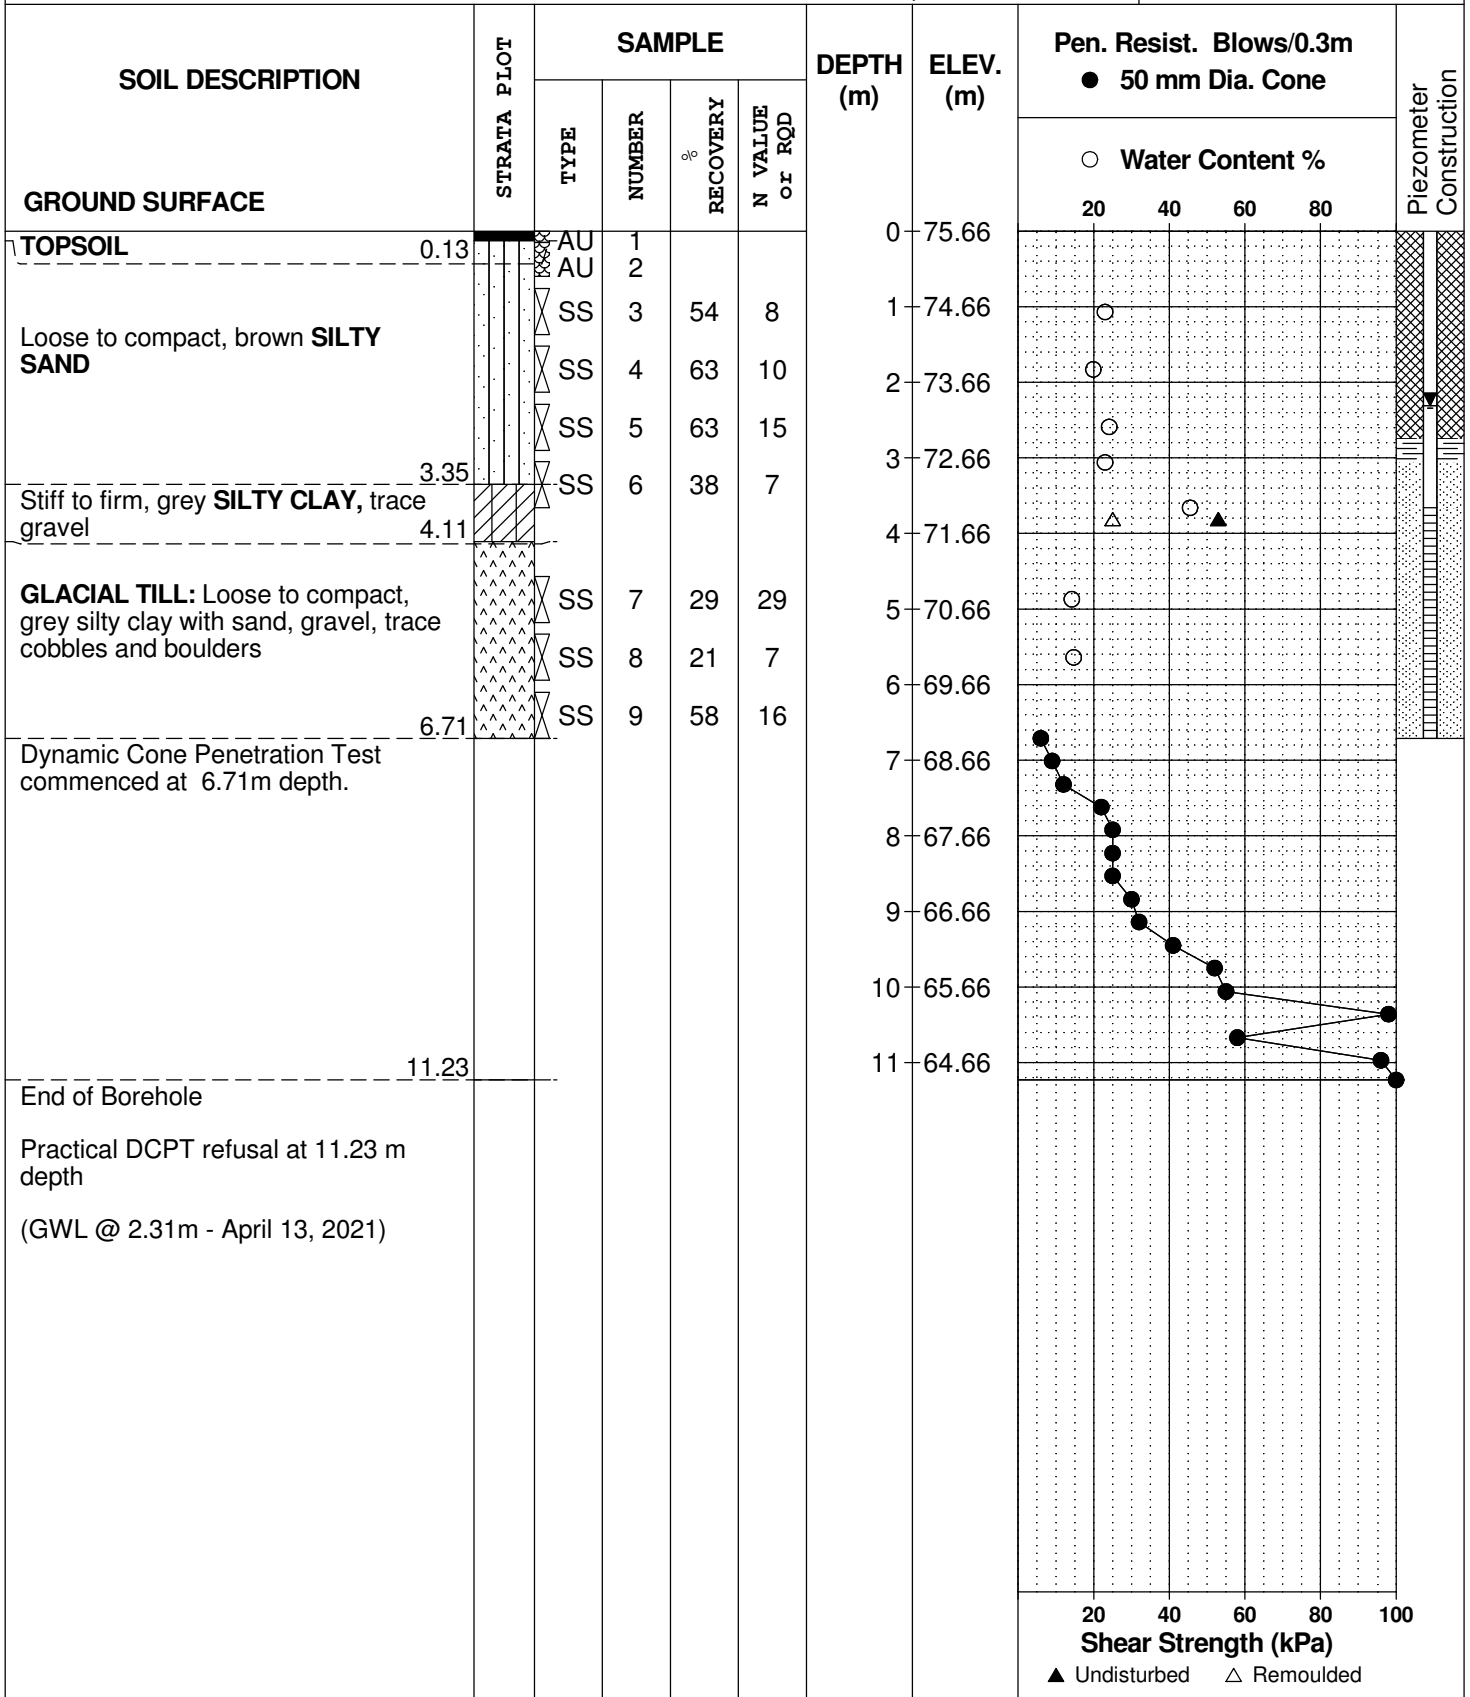 SOIL DESCRIPTION
GROUND SURFACE
STRATA PLOT
SAMPLE
TYPE
NUMBER
%
RECOVERY
N VALUE
or RQD
DEPTH
(m)
ELEV.
(m)
Pen. Resist. Blows/0.3m
50 mm Dia. Cone
Water Content %
20 40 60 80
Piezometer
Construction
TOPSOIL 0.13
AU 1
AU 2
0 75.66
SS 3 54 8
1 74.66
Loose to compact, brown SILTY
SAND
SS 4 63 10
2 73.66
SS 5 63 15
3 72.66
3.35
SS 6 38 7
Stiff to firm, grey SILTY CLAY, trace
gravel 4.11
4 71.66
GLACIAL TILL: Loose to compact,
grey silty clay with sand, gravel, trace
cobbles and boulders
SS 7 29 29
5 70.66
SS 8 21 7
6 69.66
SS 9 58 16
6.71
Dynamic Cone Penetration Test
commenced at 6.71m depth.
7 68.66
8 67.66
9 66.66
10 65.66
11 64.66
11.23
End of Borehole
Practical DCPT refusal at 11.23 m
depth
(GWL @ 2.31m - April 13, 2021)
20 40 60 80 100
Shear Strength (kPa)
▲ Undisturbed △ Remoulded